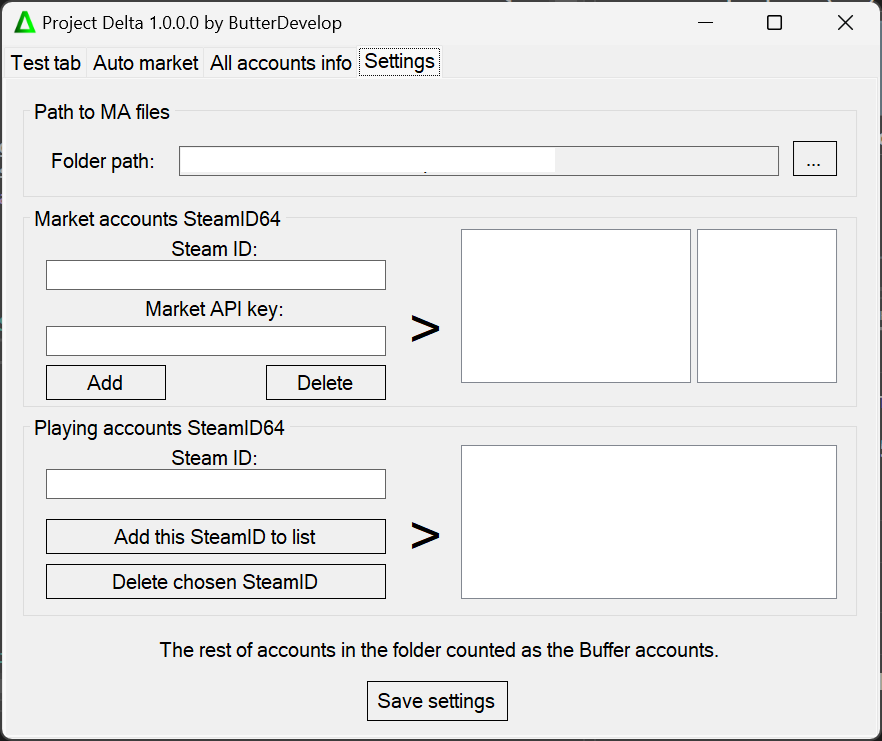 Project Delta 1.0.0.0 by ButterDevelop
Test tab Auto market All accounts info Settings
Path to MA files
Folder path: ...
Market accounts SteamID64
Steam ID:
Market API key:
>
Add Delete
Playing accounts SteamID64
Steam ID:
Add this SteamID to list
>
Delete chosen SteamID
The rest of accounts in the folder counted as the Buffer accounts.
Save settings